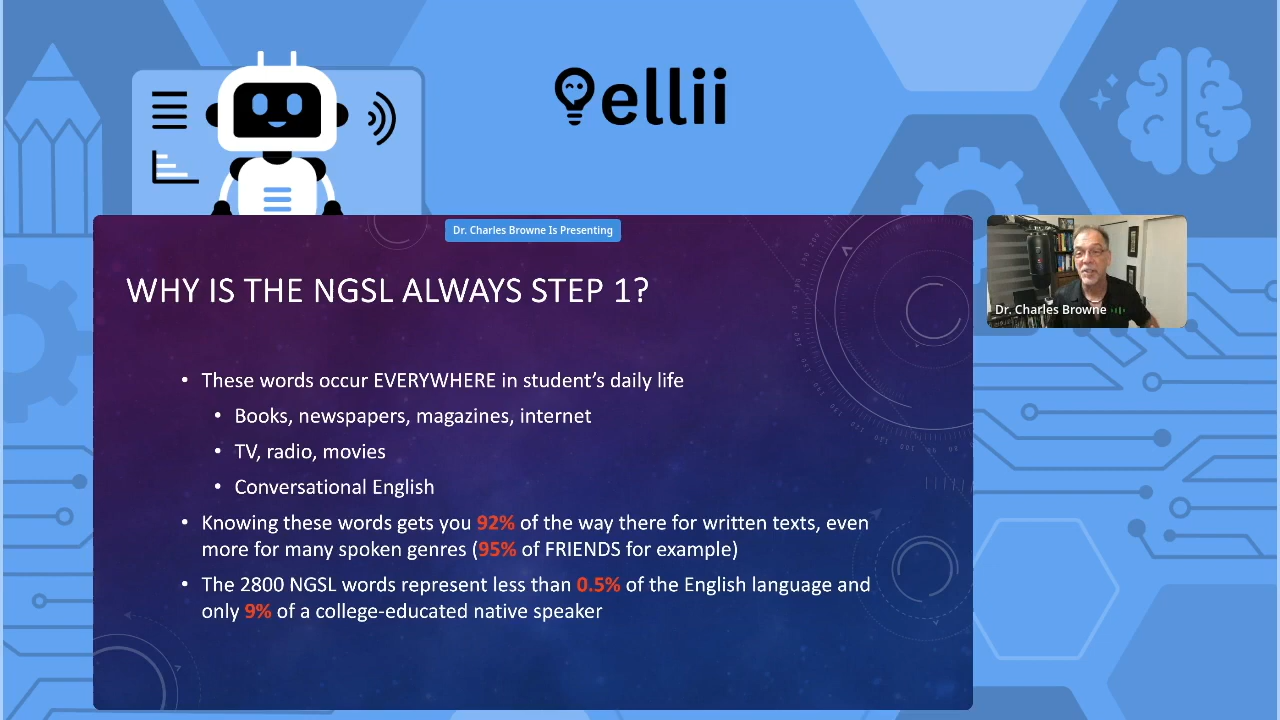 ellii
Dr. Charles Browne Is Presenting
WHY IS THE NGSL ALWAYS STEP 1?
• These words occur EVERYWHERE in student’s daily life
• Books, newspapers, magazines, internet
• TV, radio, movies
• Conversational English
• Knowing these words gets you 92% of the way there for written texts, even
more for many spoken genres (95% of FRIENDS for example)
• The 2800 NGSL words represent less than 0.5% of the English language and
only 9% of a college-educated native speaker
Dr. Charles Browne